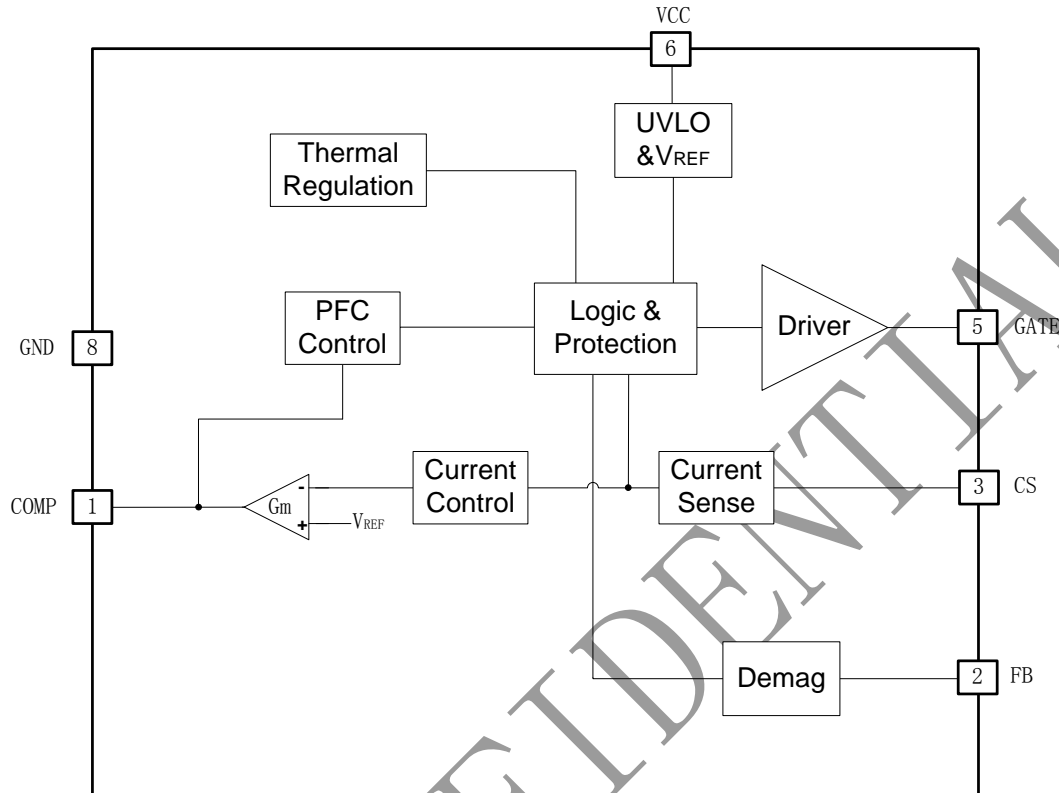 VCC
6
UVLO
&VREF
Thermal
Regulation
PFC
Control
Logic &
Protection
Driver
5
GATE
GND
8
Current
Control
Current
Sense
3
CS
COMP
1
Gm
-
+
VREF
Demag
2
FB
FIDENTIAL